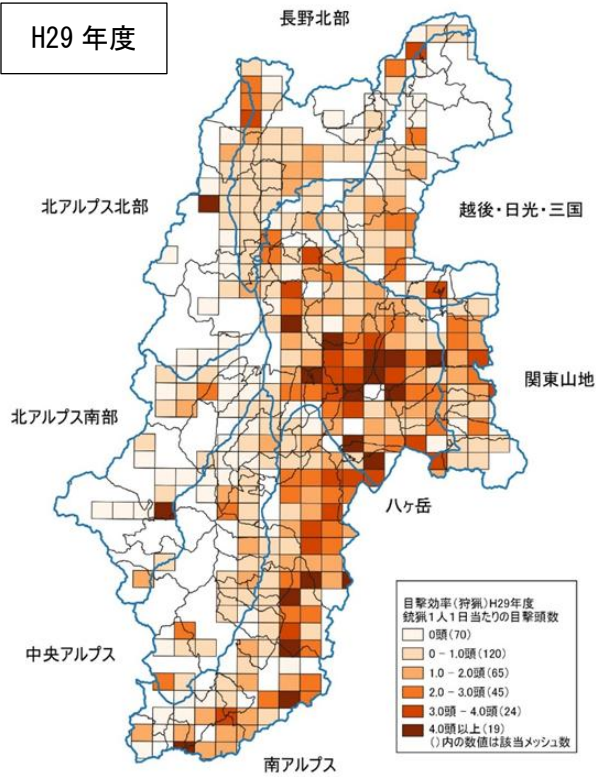 H29 年度
長野北部
北アルプス北部
越後・日光・三国
関東山地
北アルプス南部
八ヶ岳
中央アルプス
南アルプス
目撃効率(狩猟)H29年度
銃猟1人1日当たりの目撃頭数
0頭(70)
0 - 1.0頭(120)
1.0 - 2.0頭(65)
2.0 - 3.0頭(45)
3.0頭 - 4.0頭(24)
4.0頭以上(19)
()内の数値は該当メッシュ数